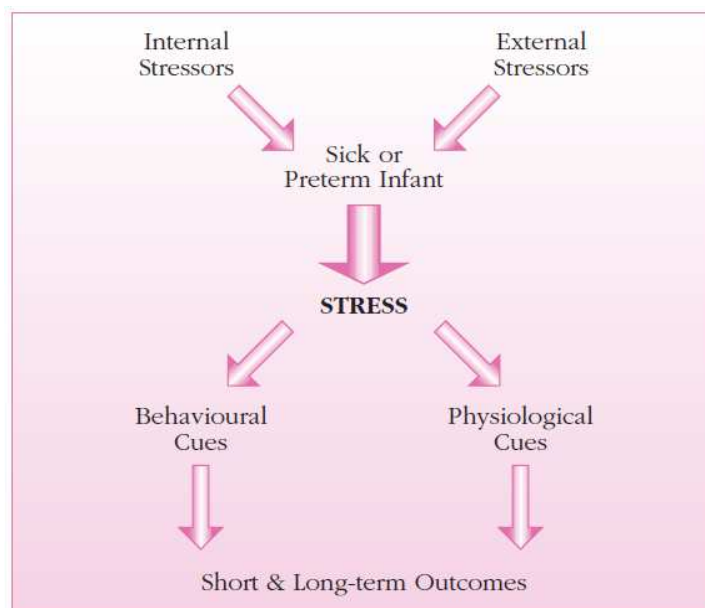 Internal
Stressors
External
Stressors
Sick or
Preterm Infant
STRESS
Behavioural
Cues
Physiological
Cues
Short & Long-term Outcomes